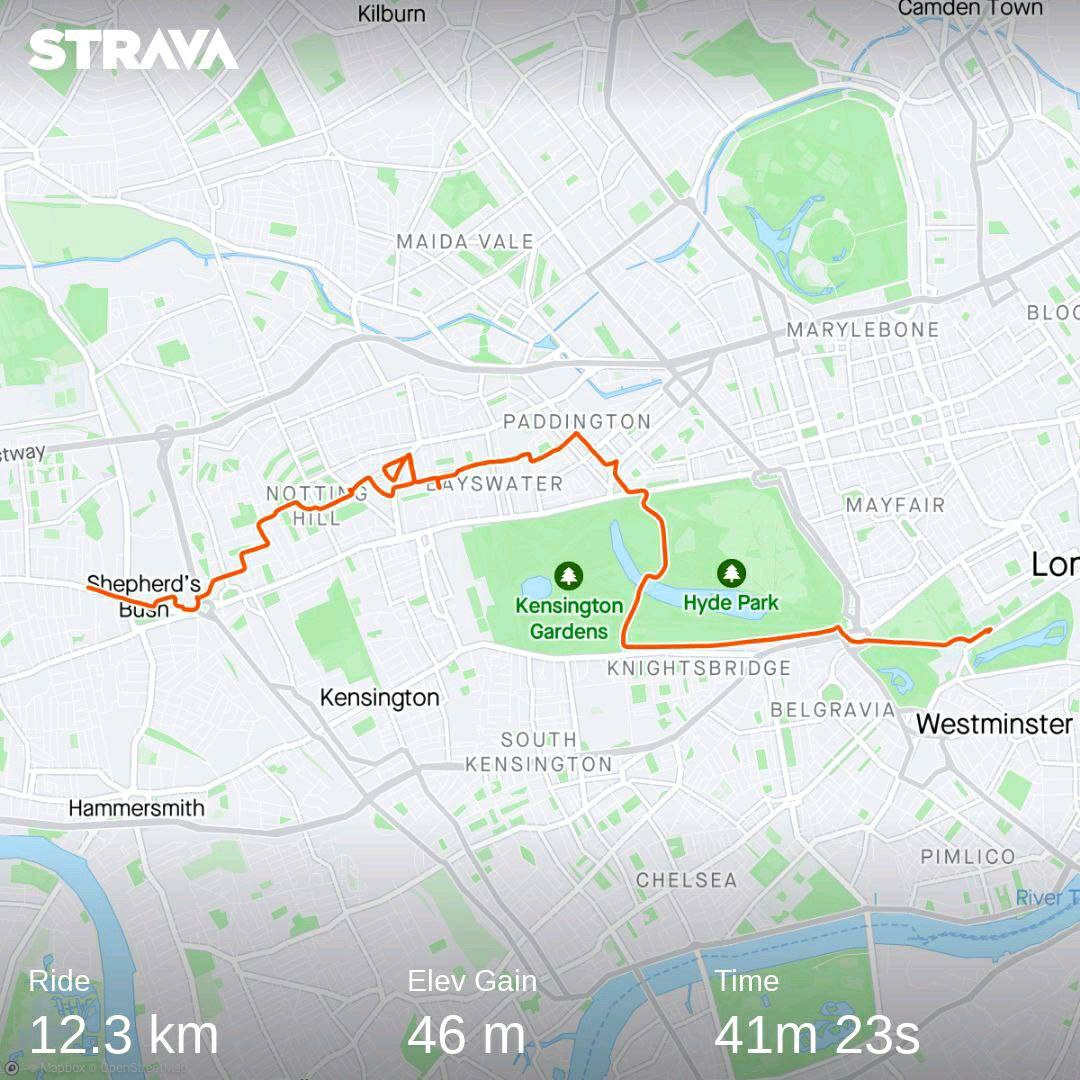 Kilburn
Camden Town
STRAVA
MAIDA VALE
MARYLEBONE
BLOO
PADDINGTON
stway
NOTTING
HILL
BAYSWATER
MAYFAIR
Lon
Shepherd's
Bush
Kensington
Gardens
Hyde Park
KNIGHTSBRIDGE
Kensington
BELGRAVIA
Westminster
SOUTH
KENSINGTON
Hammersmith
PIMLICO
CHELSEA
River T
Ride
Elev Gain
Time
12.3 km
46 m
41m 23s
© Mapbox © OpenStreetMap